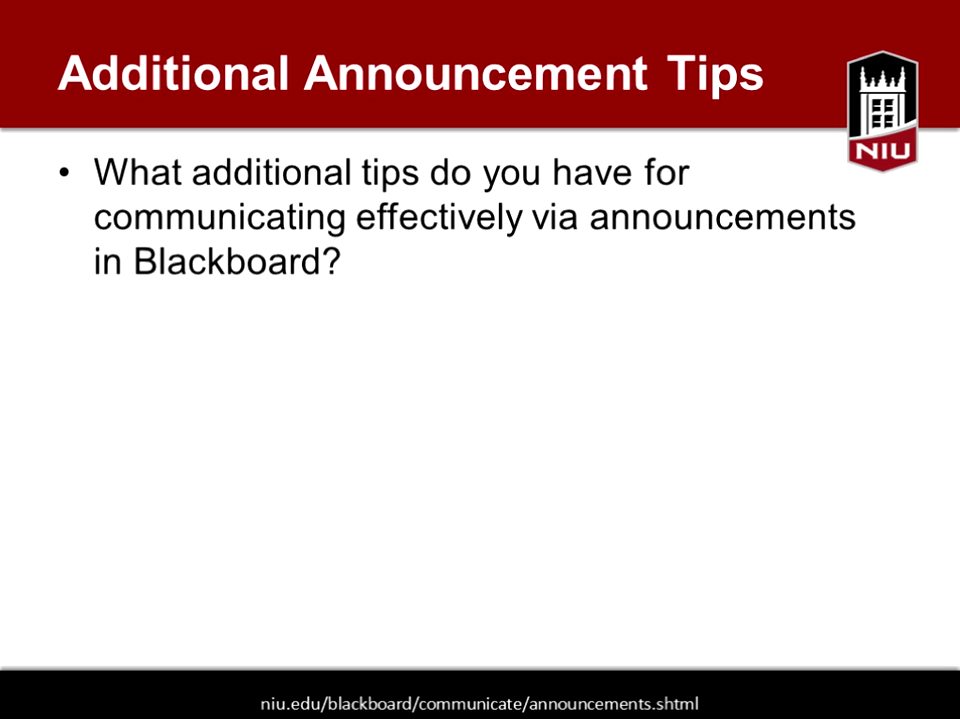 Additional Announcement Tips
NIU
• What additional tips do you have for
communicating effectively via announcements
in Blackboard?
niu.edu/blackboard/communicate/announcements.shtml